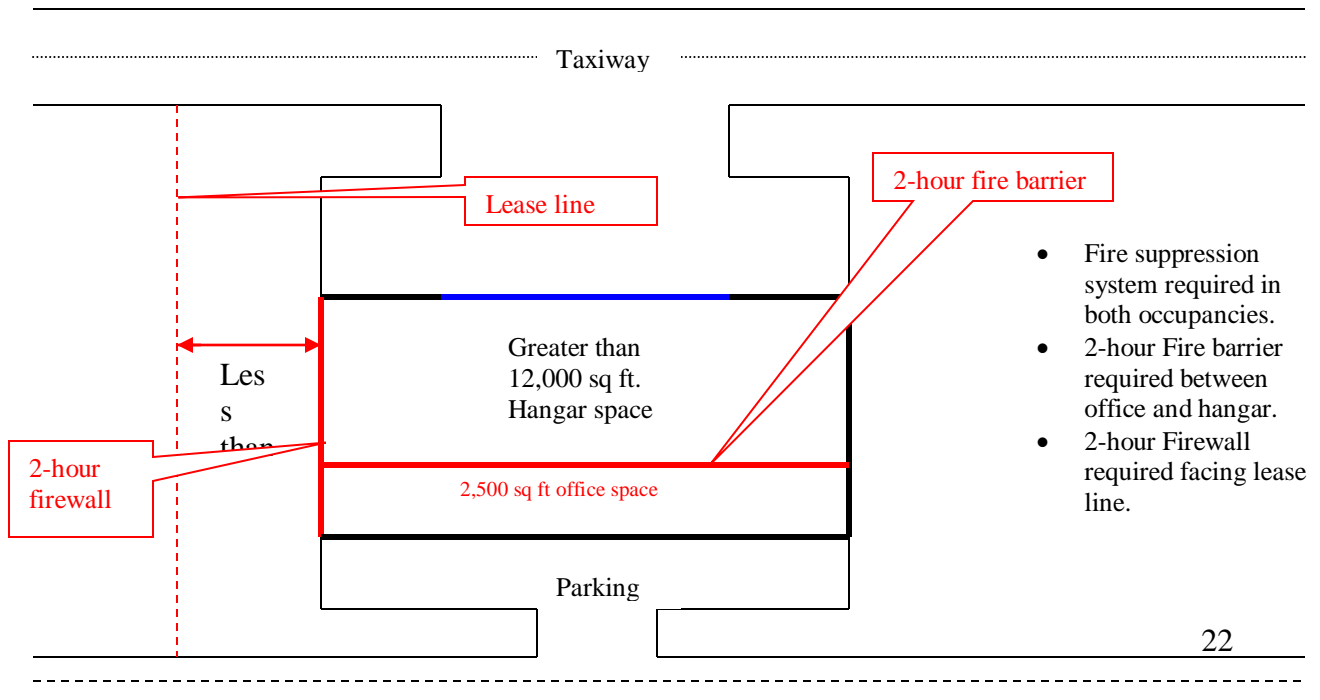 Taxiway
Lease line
2-hour fire barrier
• Fire suppression
system required in
both occupancies.
• 2-hour Fire barrier
required between
office and hangar.
• 2-hour Firewall
required facing lease
line.
Greater than
12,000 sq ft.
Hangar space
Les
s
than
2-hour
firewall
2,500 sq ft office space
Parking
22